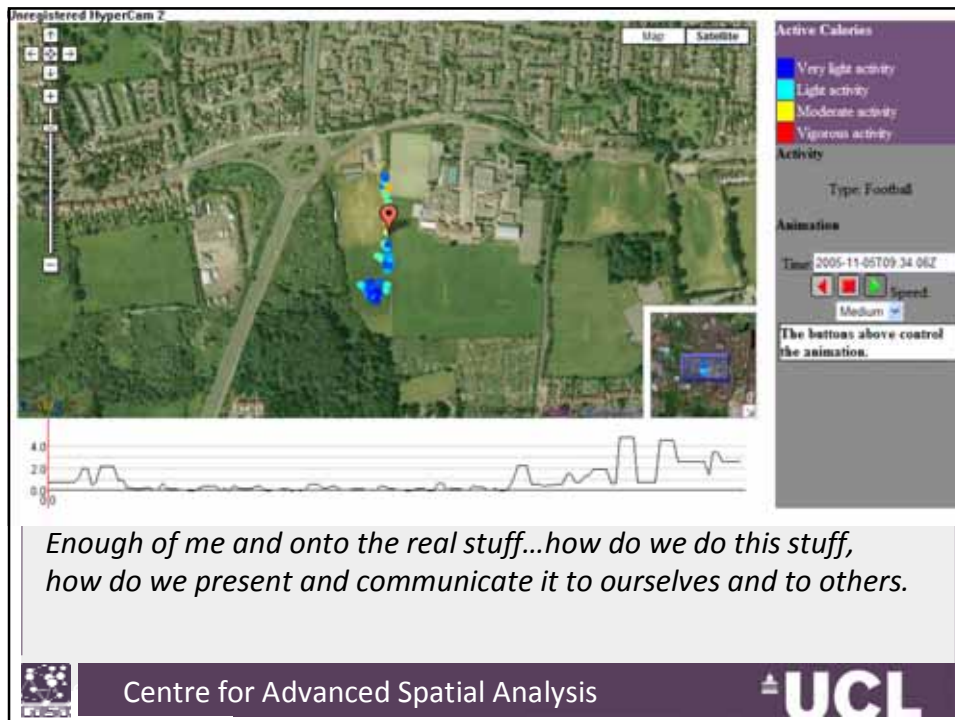 Unregistered HyperCam 2
Map Satellite
Active Calories
Very light activity
Light activity
Moderate activity
Vigorous activity
Activity
Type: Football
Animation
Time: 2005-11-05T09:34:06Z
Speed:
Medium
The buttons above control
the animation.
4.0
2.0
0.0
0.0
Enough of me and onto the real stuff...how do we do this stuff,
how do we present and communicate it to ourselves and to others.
Centre for Advanced Spatial Analysis
UCL